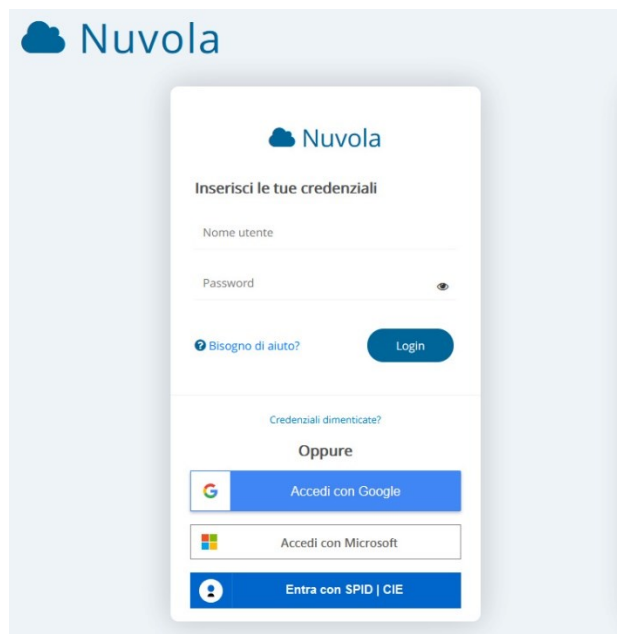 Nuvola
Nuvola
Inserisci le tue credenziali
Nome utente
Password
Bisogno di aiuto?
Login
Credenziali dimenticate?
Oppure
Accedi con Google
Accedi con Microsoft
Entra con SPID | CIE